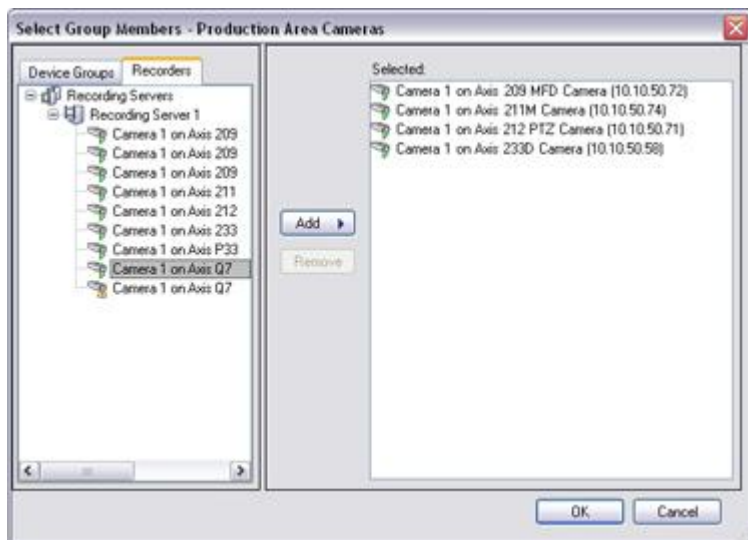 Select Group Members - Production Area Cameras
Device Groups
Recorders
Recording Servers
Recording Server 1
Camera 1 on Axis 209
Camera 1 on Axis 209
Camera 1 on Axis 209
Camera 1 on Axis 211
Camera 1 on Axis 212
Camera 1 on Axis 233
Camera 1 on Axis P33
Camera 1 on Axis Q7
Camera 1 on Axis Q7
Add
Remove
Selected:
Camera 1 on Axis 209 MFD Camera (10.10.50.72)
Camera 1 on Axis 211M Camera (10.10.50.74)
Camera 1 on Axis 212 PTZ Camera (10.10.50.71)
Camera 1 on Axis 233D Camera (10.10.50.58)
OK
Cancel